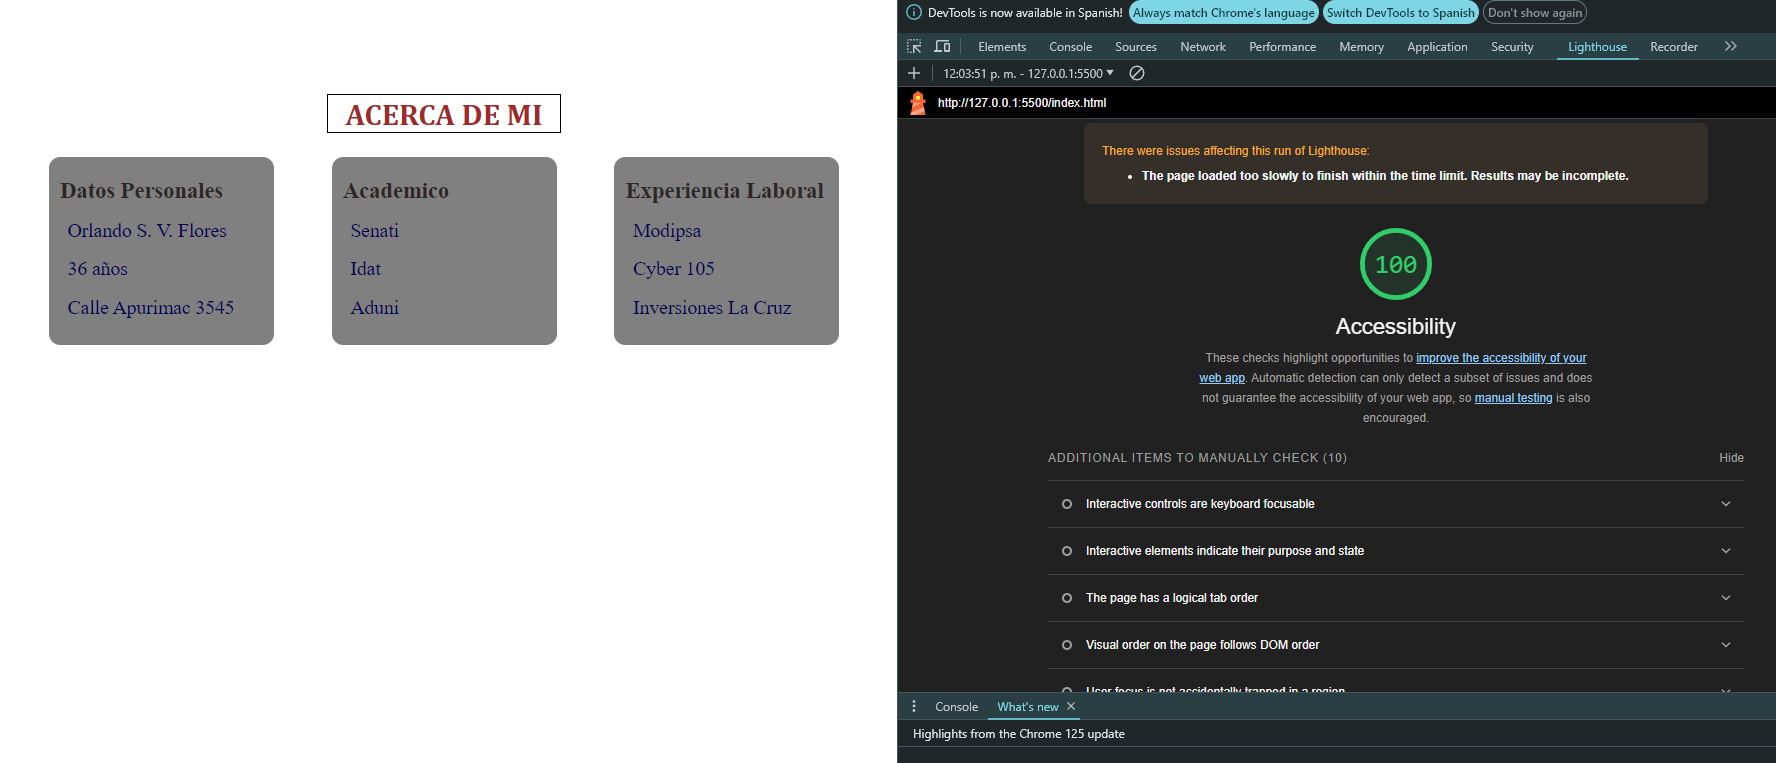 ACERCA DE MI
Datos Personales
Orlando S. V. Flores
36 años
Calle Apurimac 3545
Academico
Senati
Idat
Aduni
Experiencia Laboral
Modipsa
Cyber 105
Inversiones La Cruz
DevTools is now available in Spanish! Always match Chrome's language Switch DevTools to Spanish Don't show again
Elements Console Sources Network Performance Memory Application Security Lighthouse Recorder
12:03:51 p. m. - 127.0.0.1:5500
http://127.0.0.1:5500/index.html
There were issues affecting this run of Lighthouse:
The page loaded too slowly to finish within the time limit. Results may be incomplete.
100
Accessibility
These checks highlight opportunities to improve the accessibility of your
web app. Automatic detection can only detect a subset of issues and does
not guarantee the accessibility of your web app, so manual testing is also
encouraged.
ADDITIONAL ITEMS TO MANUALLY CHECK (10) Hide
Interactive controls are keyboard focusable
Interactive elements indicate their purpose and state
The page has a logical tab order
Visual order on the page follows DOM order
User focus is not accidentally trapped in a region
Console What's new
Highlights from the Chrome 125 update